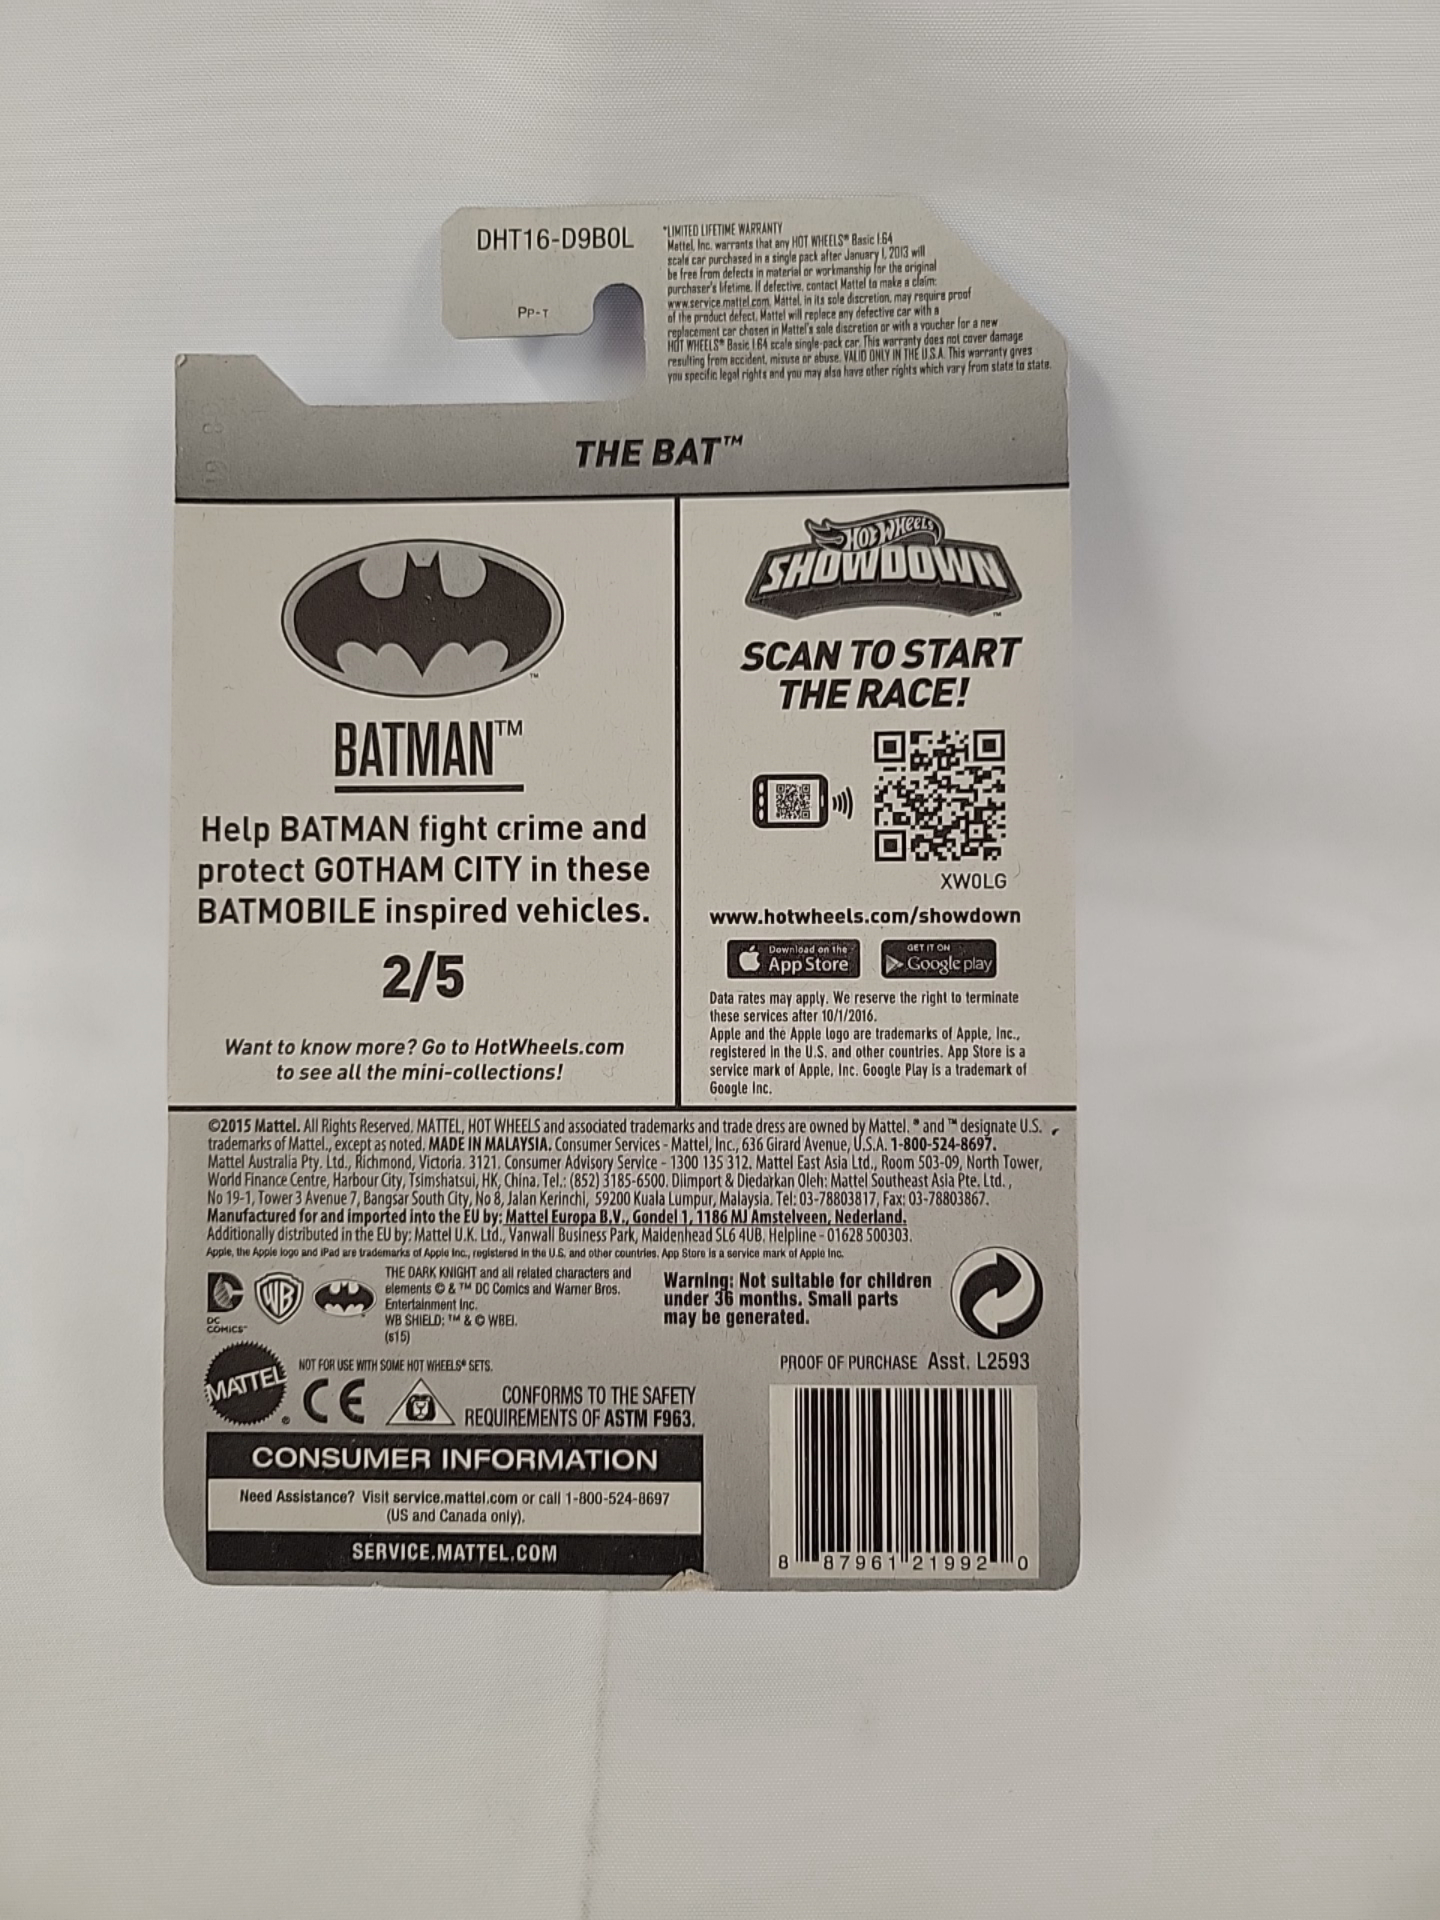 DHT16-D9B0L
Pp-T
*LIMITED LIFETIME WARRANTY
Mattel, Inc. warrants that any HOT WHEELS® Basic 1:64
scale car purchased in a single pack after January 1, 2013 will
be free from defects in material or workmanship for the original
purchaser's lifetime. If defective, contact Mattel to make a claim:
www.service.mattel.com. Mattel, in its sole discretion, may require proof
of the product defect. Mattel will replace any defective car with a
replacement car chosen in Mattel's sole discretion or with a voucher for a new
HOT WHEELS® Basic 1:64 scale single-pack car. This warranty does not cover damage
resulting from accident, misuse or abuse. VALID ONLY IN THE U.S.A. This warranty gives
you specific legal rights and you may also have other rights which vary from state to state.
THE BAT™
™
BATMAN™
Help BATMAN fight crime and
protect GOTHAM CITY in these
BATMOBILE inspired vehicles.
2/5
Want to know more? Go to HotWheels.com
to see all the mini-collections!
HOT WHEELS
SHOWDOWN
™
SCAN TO START
THE RACE!
XW0LG
www.hotwheels.com/showdown
Download on the
App Store
GET IT ON
Google play
Data rates may apply. We reserve the right to terminate
these services after 10/1/2016.
Apple and the Apple logo are trademarks of Apple, Inc.,
registered in the U.S. and other countries. App Store is a
service mark of Apple, Inc. Google Play is a trademark of
Google Inc.
©2015 Mattel. All Rights Reserved. MATTEL, HOT WHEELS and associated trademarks and trade dress are owned by Mattel. ® and ™ designate U.S.
trademarks of Mattel., except as noted. MADE IN MALAYSIA. Consumer Services - Mattel, Inc., 636 Girard Avenue, U.S.A. 1-800-524-8697.
Mattel Australia Pty. Ltd., Richmond, Victoria. 3121. Consumer Advisory Service - 1300 135 312. Mattel East Asia Ltd., Room 503-09, North Tower,
World Finance Centre, Harbour City, Tsimshatsui, HK, China. Tel.: (852) 3185-6500. Diimport & Diedarkan Oleh: Mattel Southeast Asia Pte. Ltd.,
No 19-1, Tower 3 Avenue 7, Bangsar South City, No 8, Jalan Kerinchi, 59200 Kuala Lumpur, Malaysia. Tel: 03-78803817, Fax: 03-78803867.
Manufactured for and imported into the EU by: Mattel Europa B.V., Gondel 1, 1186 MJ Amstelveen, Nederland.
Additionally distributed in the EU by: Mattel U.K. Ltd., Vanwall Business Park, Maidenhead SL6 4UB. Helpline - 01628 500303.
Apple, the Apple logo and iPad are trademarks of Apple Inc., registered in the U.S. and other countries. App Store is a service mark of Apple Inc.
DC
COMICS™
WB
THE DARK KNIGHT and all related characters and
elements © & ™ DC Comics and Warner Bros.
Entertainment Inc.
WB SHIELD: ™ & © WBEI.
(s15)
Warning: Not suitable for children
under 36 months. Small parts
may be generated.
MATTEL®
NOT FOR USE WITH SOME HOT WHEELS® SETS.
CE
CONFORMS TO THE SAFETY
REQUIREMENTS OF ASTM F963.
PROOF OF PURCHASE Asst. L2593
CONSUMER INFORMATION
Need Assistance? Visit service.mattel.com or call 1-800-524-8697
(US and Canada only).
SERVICE.MATTEL.COM
8 87961 21992 0